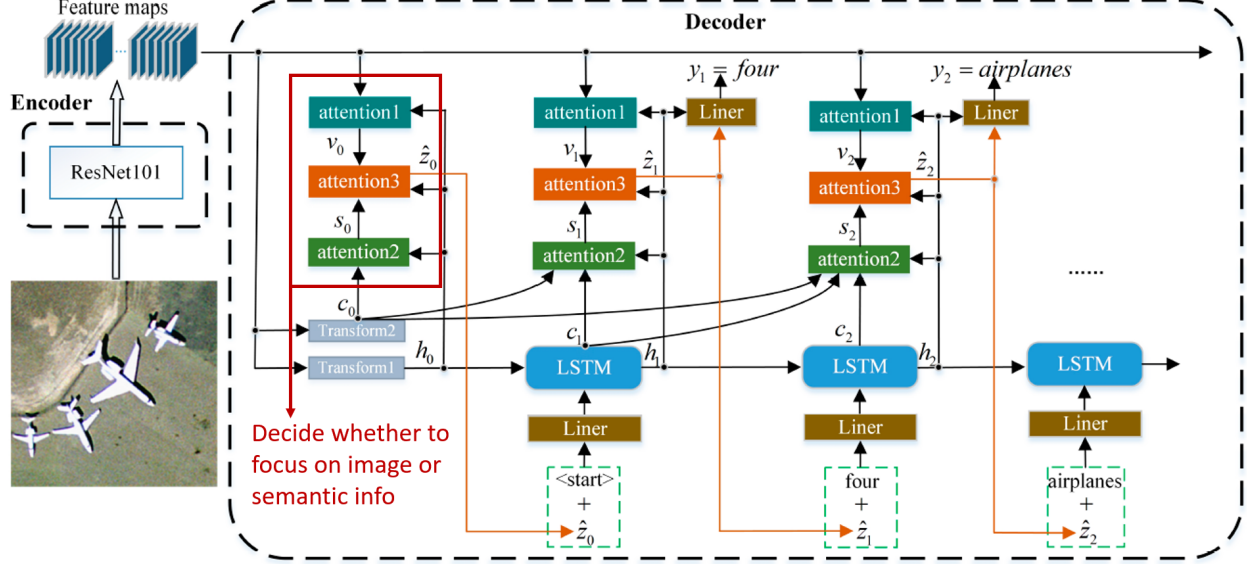 Feature maps
...
Encoder
ResNet101
Decoder
attention1
v0
ẑ0
attention3
s0
attention2
c0
Transform2
Transform1
h0
Decide whether to
focus on image or
semantic info
y1 = four
attention1
Liner
v1
ẑ1
attention3
s1
attention2
c1
LSTM
h1
Liner
<start>
+
ẑ0
y2 = airplanes
attention1
Liner
v2
ẑ2
attention3
s2
attention2
c2
LSTM
h2
Liner
four
+
ẑ1
......
LSTM
Liner
airplanes
+
ẑ2